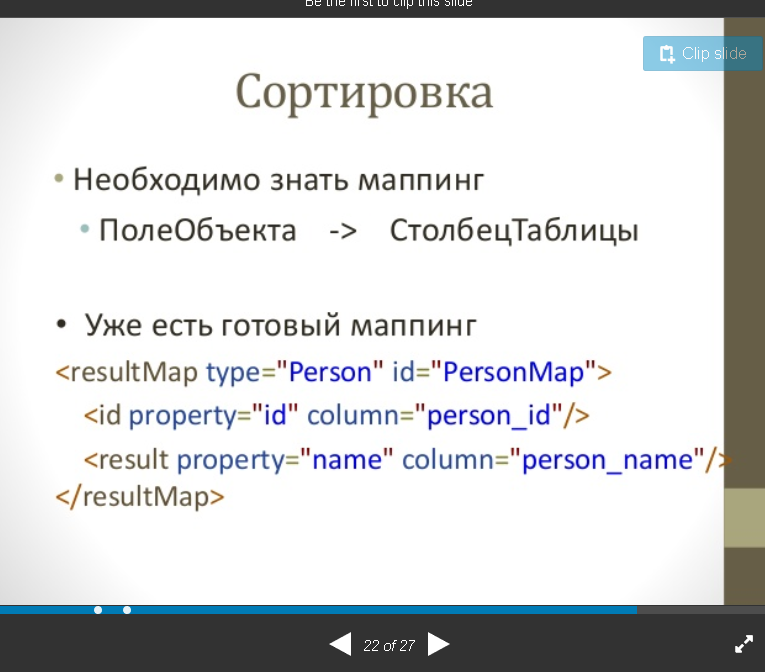 Be the first to clip this slide
Clip slide
Сортировка
• Необходимо знать маппинг
• ПолеОбъекта -> СтолбецТаблицы
• Уже есть готовый маппинг
<resultMap type="Person" id="PersonMap">
<id property="id" column="person_id"/>
<result property="name" column="person_name"/>
</resultMap>
22 of 27